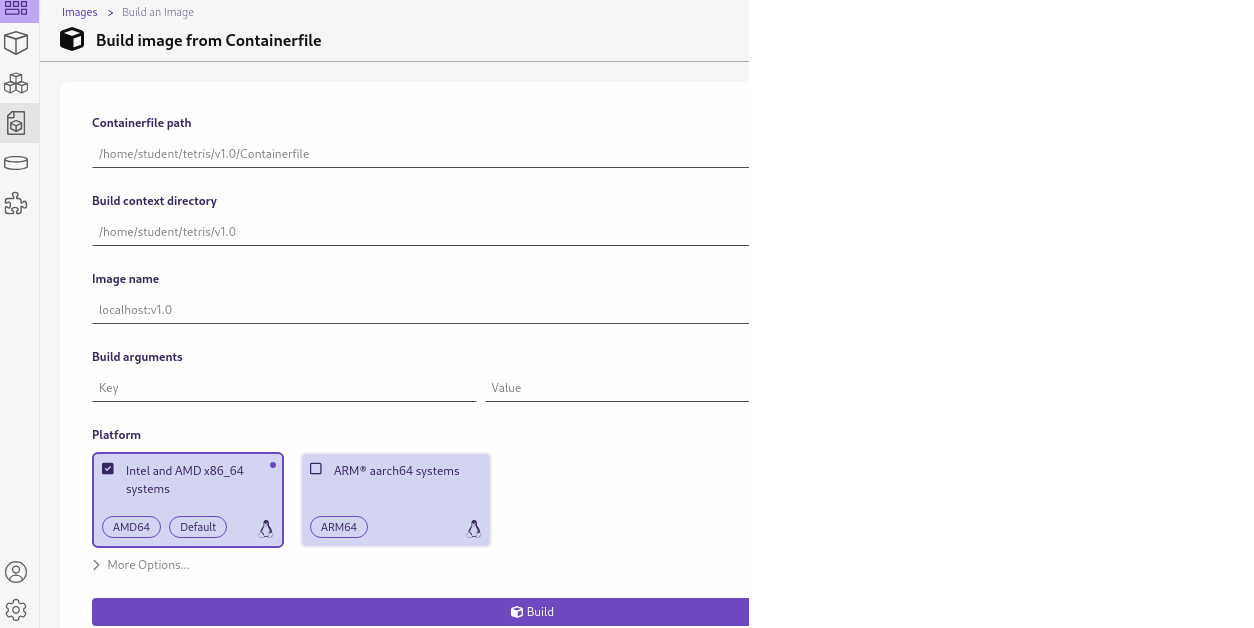 Images > Build an Image
Build image from Containerfile
Containerfile path
/home/student/tetris/v1.0/Containerfile
Build context directory
/home/student/tetris/v1.0
Image name
localhost:v1.0
Build arguments
Key Value
Platform
Intel and AMD x86_64
systems
AMD64 Default
ARM® aarch64 systems
ARM64
More Options...
Build